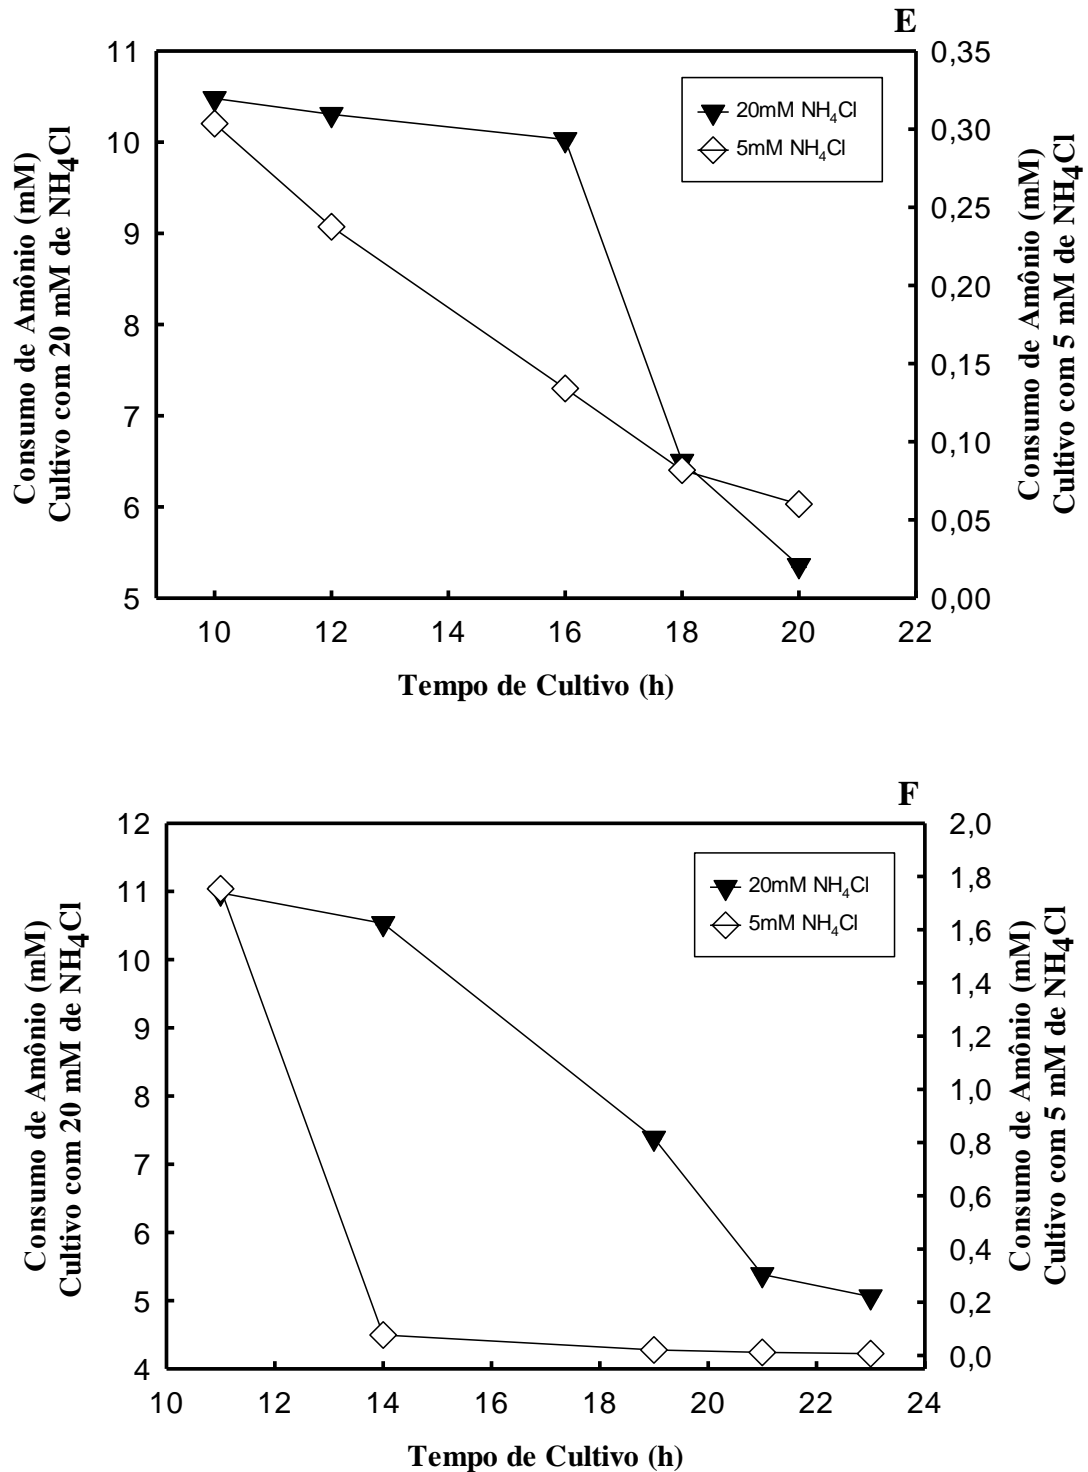 E
11
10
9
8
7
6
5
0,35
0,30
0,25
0,20
0,15
0,10
0,05
0,00
20mM NH₄Cl
5mM NH₄Cl
Consumo de Amônio (mM)
Cultivo com 20 mM de NH4Cl
Consumo de Amônio (mM)
Cultivo com 5 mM de NH4Cl
10 12 14 16 18 20 22
Tempo de Cultivo (h)
F
12
11
10
9
8
7
6
5
4
2,0
1,8
1,6
1,4
1,2
1,0
0,8
0,6
0,4
0,2
0,0
20mM NH₄Cl
5mM NH₄Cl
Consumo de Amônio (mM)
Cultivo com 20 mM de NH4Cl
Consumo de Amônio (mM)
Cultivo com 5 mM de NH4Cl
10 12 14 16 18 20 22 24
Tempo de Cultivo (h)